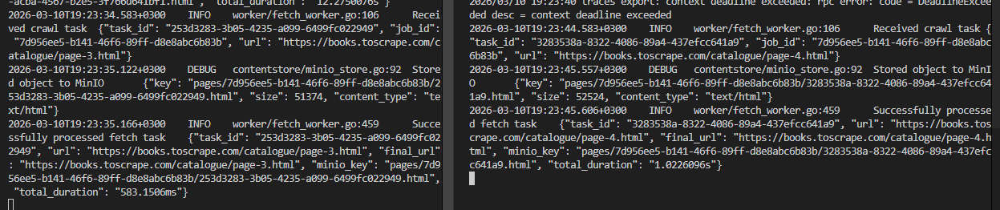 -acba-4567-b2e5-3f766d641bf1.html", "total_duration": "12.2750076s"}
2026-03-10T19:23:34.583+0300 INFO worker/fetch_worker.go:106 Recei
ved crawl task {"task_id": "253d3283-3b05-4235-a099-6499fc022949", "job_id":
"7d956ee5-b141-46f6-89ff-d8e8abc6b83b", "url": "https://books.toscrape.com/c
atalogue/page-3.html"}
2026-03-10T19:23:35.122+0300 DEBUG contentstore/minio_store.go:92 Store
d object to MinIO {"key": "pages/7d956ee5-b141-46f6-89ff-d8e8abc6b83b/2
53d3283-3b05-4235-a099-6499fc022949.html", "size": 51374, "content_type": "te
xt/html"}
2026-03-10T19:23:35.166+0300 INFO worker/fetch_worker.go:459 Succe
ssfully processed fetch task {"task_id": "253d3283-3b05-4235-a099-6499fc02
2949", "url": "https://books.toscrape.com/catalogue/page-3.html", "final_url"
: "https://books.toscrape.com/catalogue/page-3.html", "minio_key": "pages/7d9
56ee5-b141-46f6-89ff-d8e8abc6b83b/253d3283-3b05-4235-a099-6499fc022949.html",
"total_duration": "583.1506ms"}
2026/03/10 19:23:40 traces export: context deadline exceeded: rpc error: code = DeadlineExcee
ded desc = context deadline exceeded
2026-03-10T19:23:44.583+0300 INFO worker/fetch_worker.go:106 Received crawl task {
"task_id": "3283538a-8322-4086-89a4-437efcc641a9", "job_id": "7d956ee5-b141-46f6-89ff-d8e8abc
6b83b", "url": "https://books.toscrape.com/catalogue/page-4.html"}
2026-03-10T19:23:45.557+0300 DEBUG contentstore/minio_store.go:92 Stored object to MinI
O {"key": "pages/7d956ee5-b141-46f6-89ff-d8e8abc6b83b/3283538a-8322-4086-89a4-437efcc64
1a9.html", "size": 52524, "content_type": "text/html"}
2026-03-10T19:23:45.606+0300 INFO worker/fetch_worker.go:459 Successfully processe
d fetch task {"task_id": "3283538a-8322-4086-89a4-437efcc641a9", "url": "https://books.tos
crape.com/catalogue/page-4.html", "final_url": "https://books.toscrape.com/catalogue/page-4.h
tml", "minio_key": "pages/7d956ee5-b141-46f6-89ff-d8e8abc6b83b/3283538a-8322-4086-89a4-437efc
c641a9.html", "total_duration": "1.0226096s"}